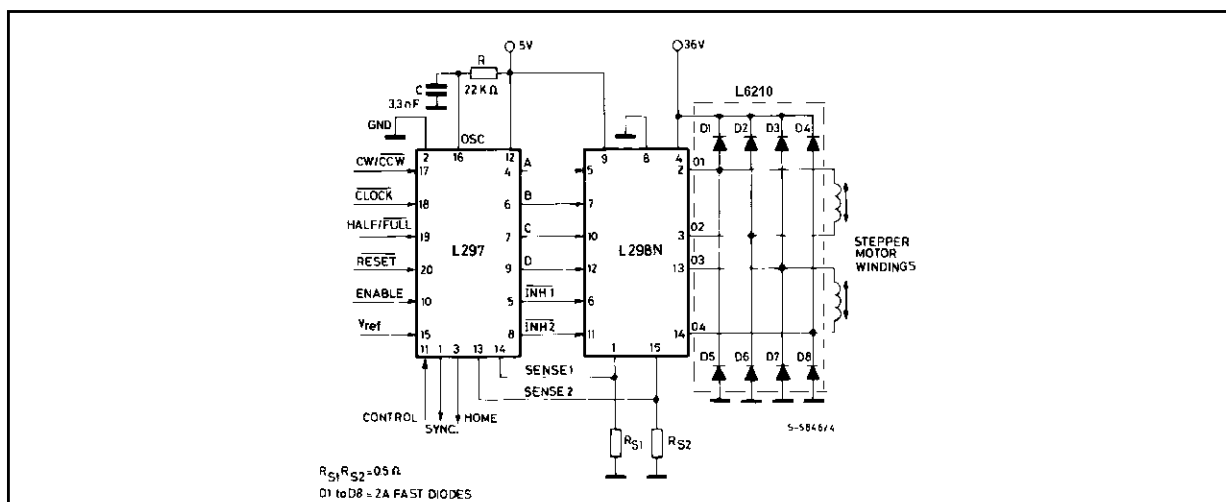 5V
36V
R
22KΩ
C
3,3nF
L6210
GND
OSC
D1 D2 D3 D4
2 16 12
9 8 4
CW/CCW 17
4 A 5
2 O1
CLOCK 18
6 B 7
HALF/FULL 19
7 C 10
3 O2
L297
L298N
STEPPER
MOTOR
WINDINGS
RESET 20
9 D 12
13 O3
ENABLE 10
5 INH1 6
Vref 15
8 INH2 11
14 O4
11 1 3 13 14
1 15
D5 D6 D7 D8
SENSE1
SENSE2
CONTROL
SYNC.
HOME
RS1 RS2
S-5846/4
RS1 RS2 = 0.5 Ω
D1 to D8 = 2A FAST DIODES